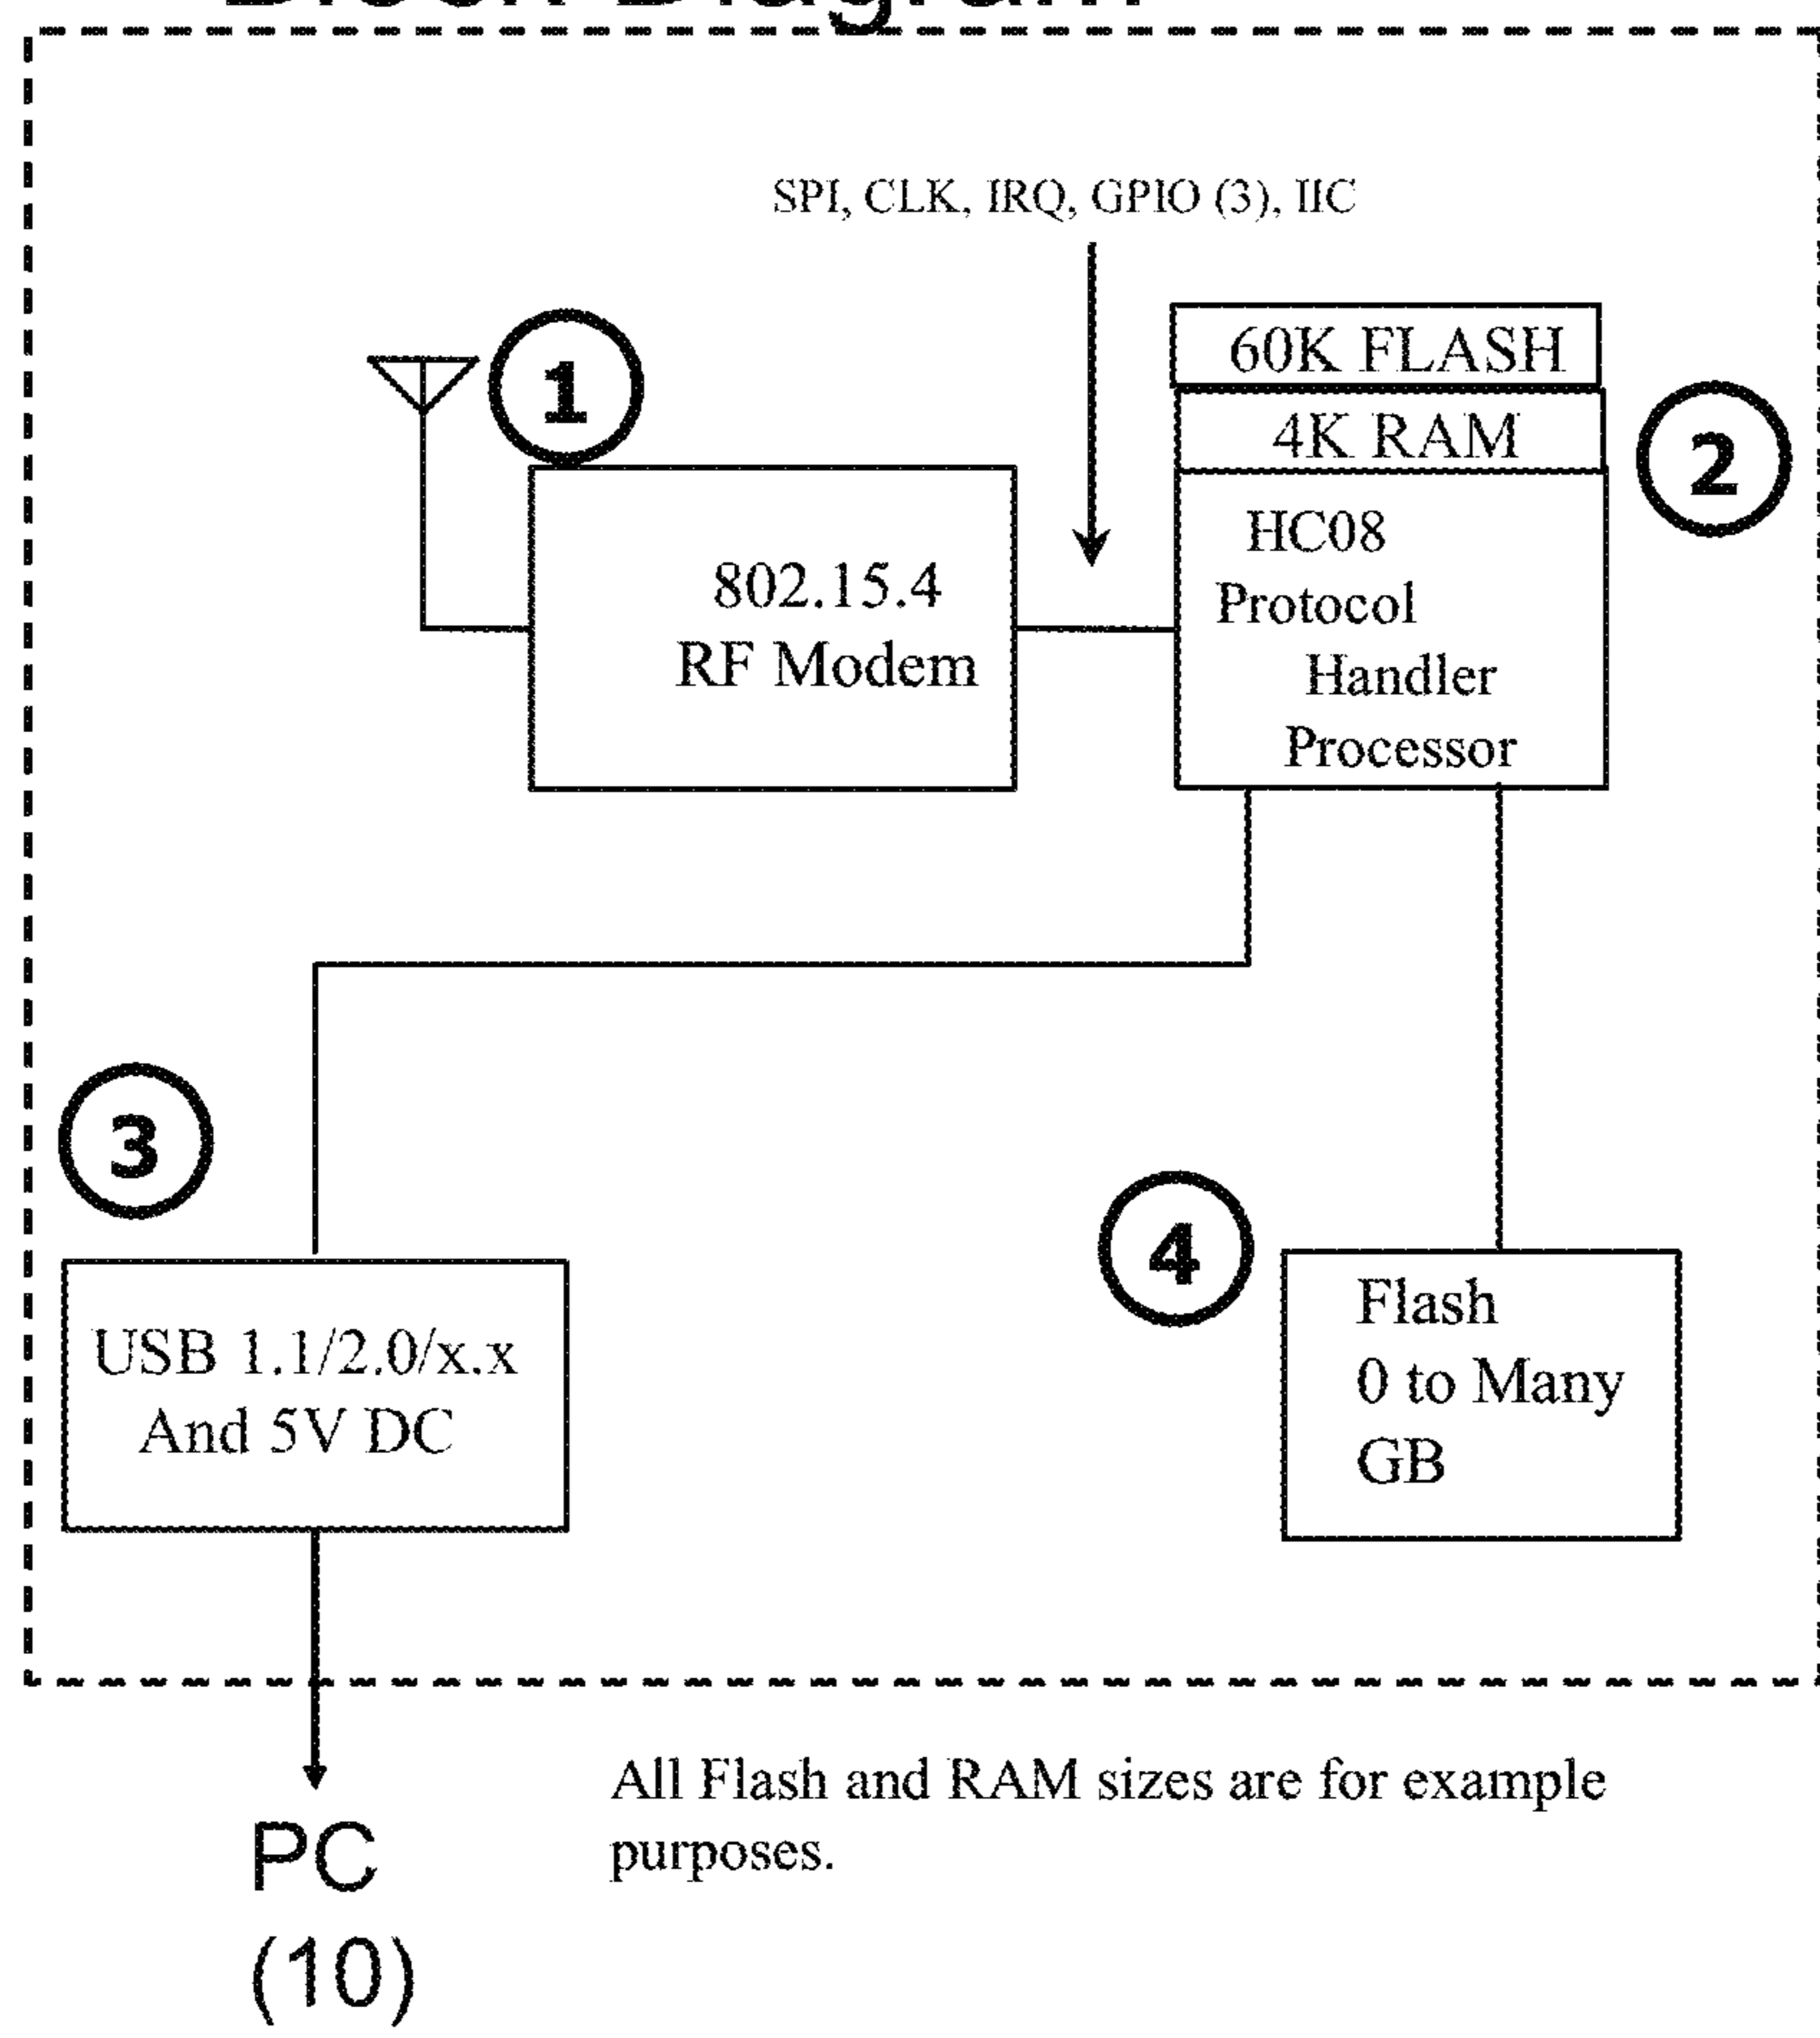 Block Diagram
SPI, CLK, IRQ, GPIO (3), IIC
1
60K FLASH
4K RAM
2
HC08
Protocol
Handler
Processor
802.15.4
RF Modem
3
4
USB 1.1/2.0/x.x
And 5V DC
Flash
0 to Many
GB
All Flash and RAM sizes are for example
purposes.
PC
(10)